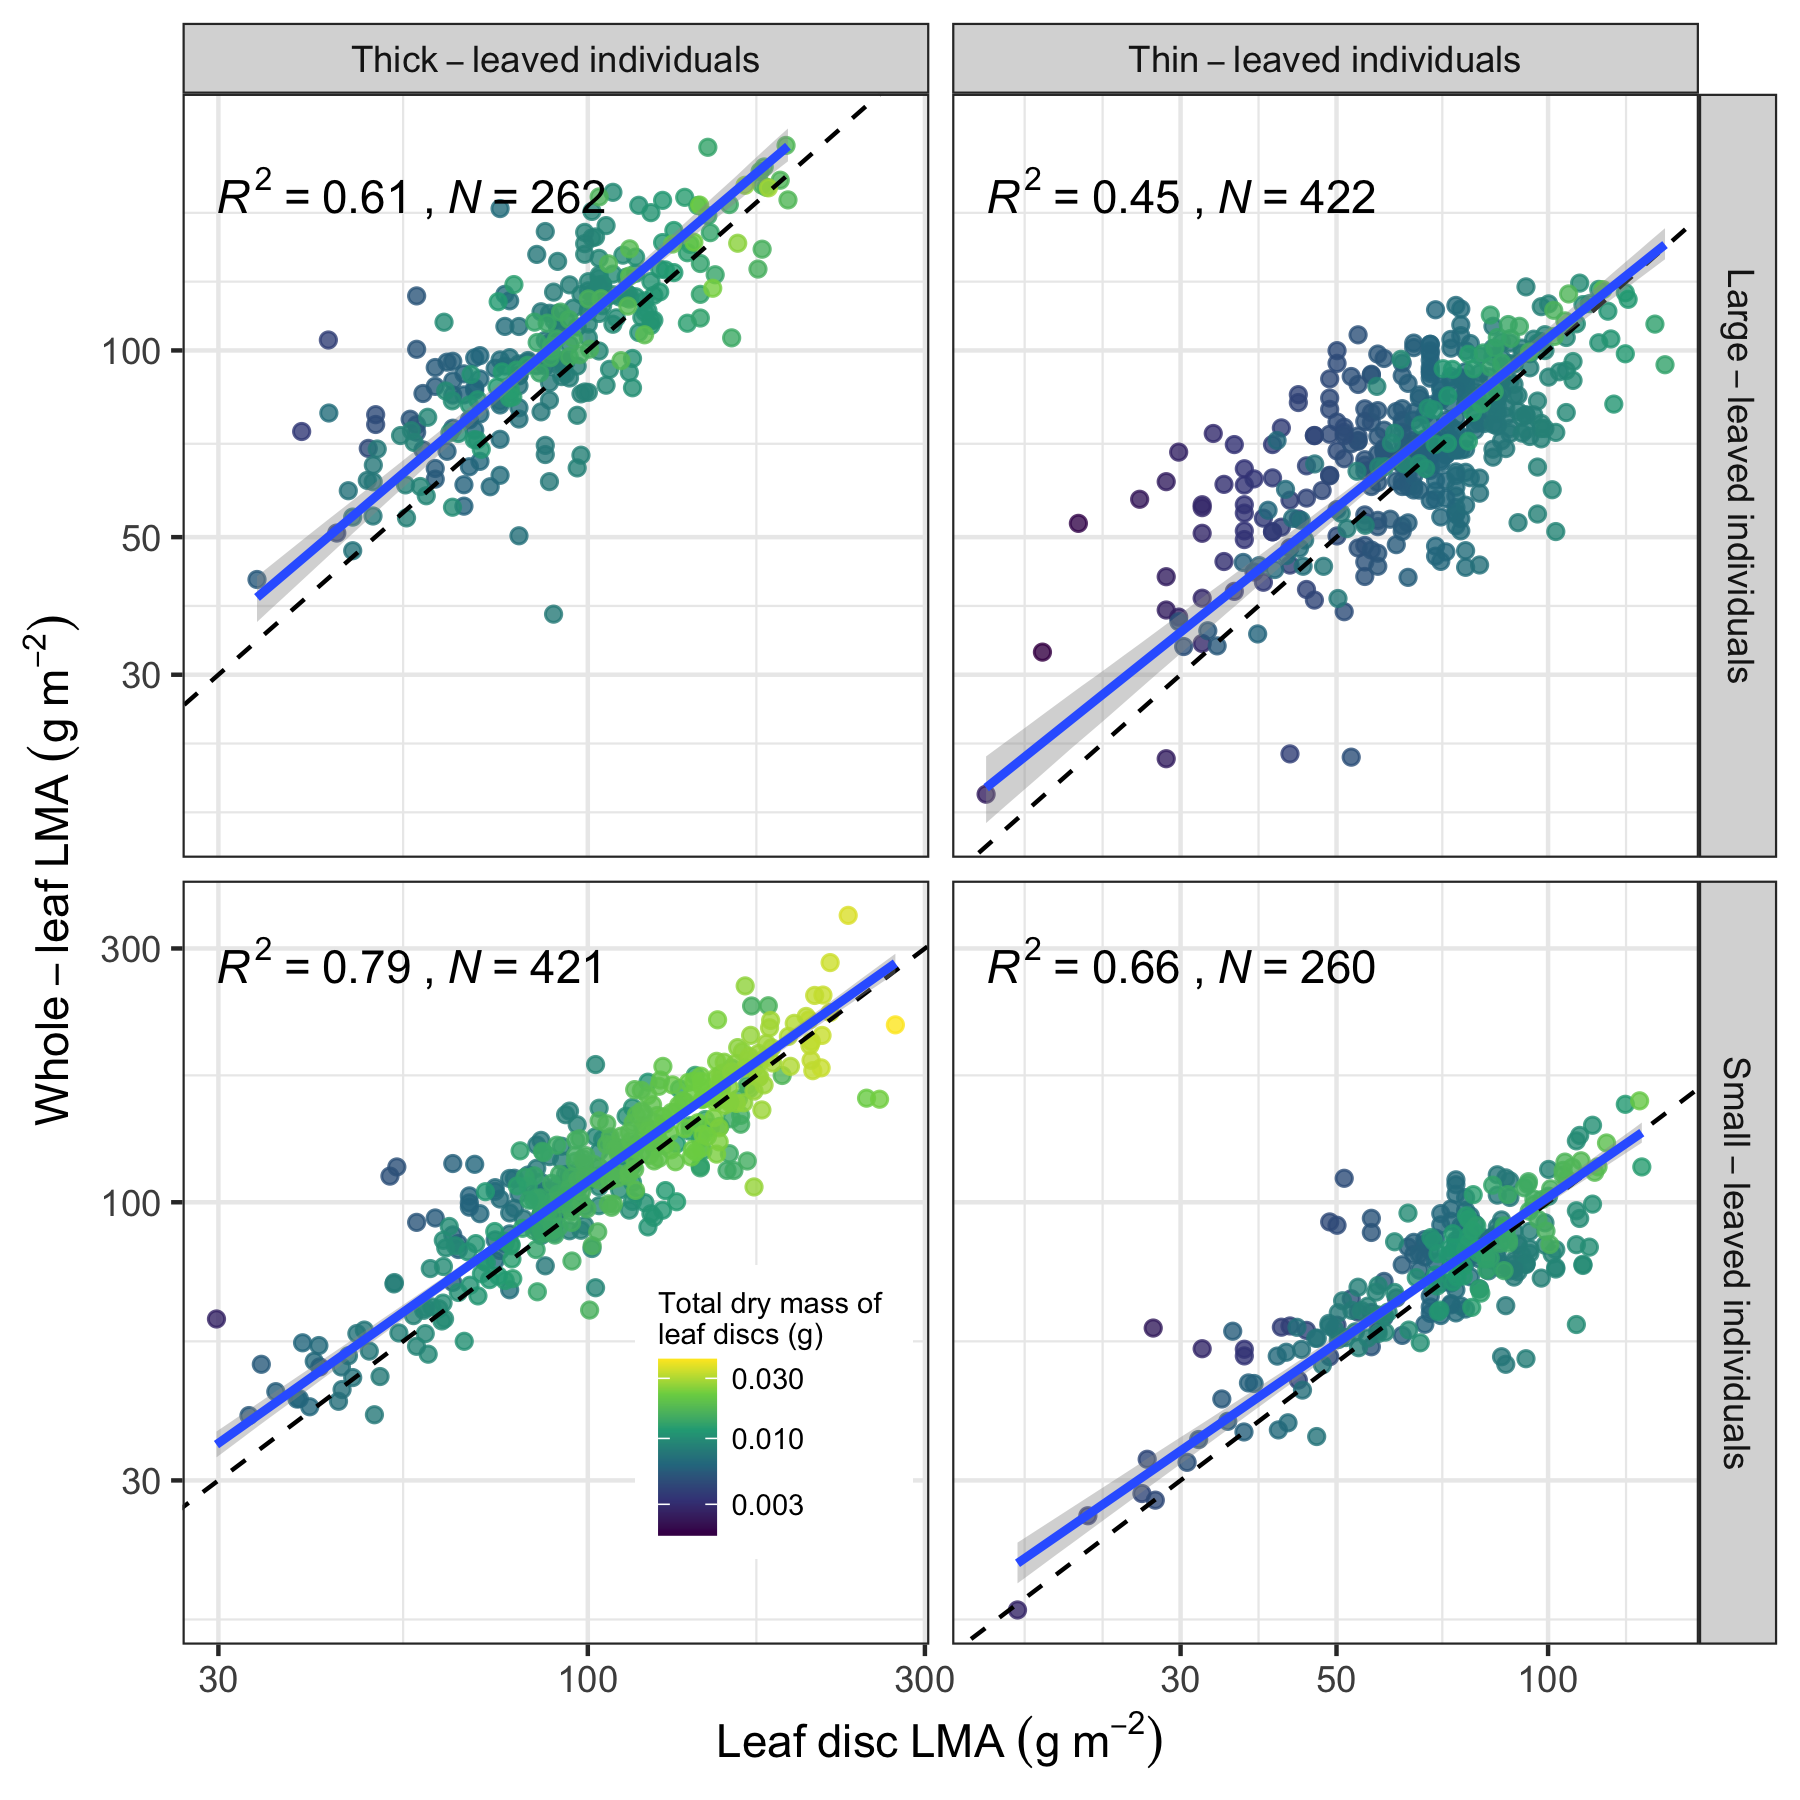 Thick – leaved individuals
Thin – leaved individuals
R² = 0.61 , N = 262
R² = 0.45 , N = 422
Large – leaved individuals
100
50
30
Whole – leaf LMA (g m⁻²)
R² = 0.79 , N = 421
R² = 0.66 , N = 260
Small – leaved individuals
300
100
30
Total dry mass of
leaf discs (g)
0.030
0.010
0.003
30 100 300
30 50 100
Leaf disc LMA (g m⁻²)